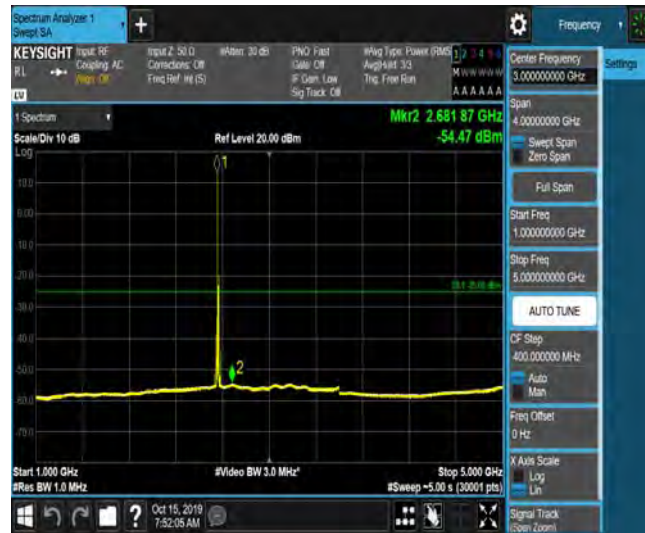 Spectrum Analyzer 1
Swept SA
+
Frequency
KEYSIGHT
Input: RF
Input Z: 50 Ω
#Atten: 30 dB
PNO: Fast
#Avg Type: Power (RMS
1 2 3 4 5 6
RL
Coupling: AC
Corrections: Off
Gate: Off
Avg|Hold: 3/3
M W W W W W
Align: Off
Freq Ref: Int (S)
IF Gain: Low
Trig: Free Run
Sig Track: Off
A A A A A A
1 Spectrum
Mkr2 2.681 87 GHz
Scale/Div 10 dB
Ref Level 20.00 dBm
-54.47 dBm
Log
1
10.0
0.00
-10.0
-20.0
-30.0
-40.0
-50.0
2
-60.0
-70.0
Start 1.000 GHz
#Video BW 3.0 MHz*
Stop 5.000 GHz
#Res BW 1.0 MHz
#Sweep ~5.00 s (30001 pts)
?
Oct 15, 2019
7:52:05 AM
Center Frequency
3.000000000 GHz
Settings
Span
4.00000000 GHz
Swept Span
Zero Span
Full Span
Start Freq
1.000000000 GHz
Stop Freq
5.000000000 GHz
AUTO TUNE
CF Step
400.000000 MHz
Auto
Man
Freq Offset
0 Hz
X Axis Scale
Log
Lin
Signal Track
(Span Zoom)